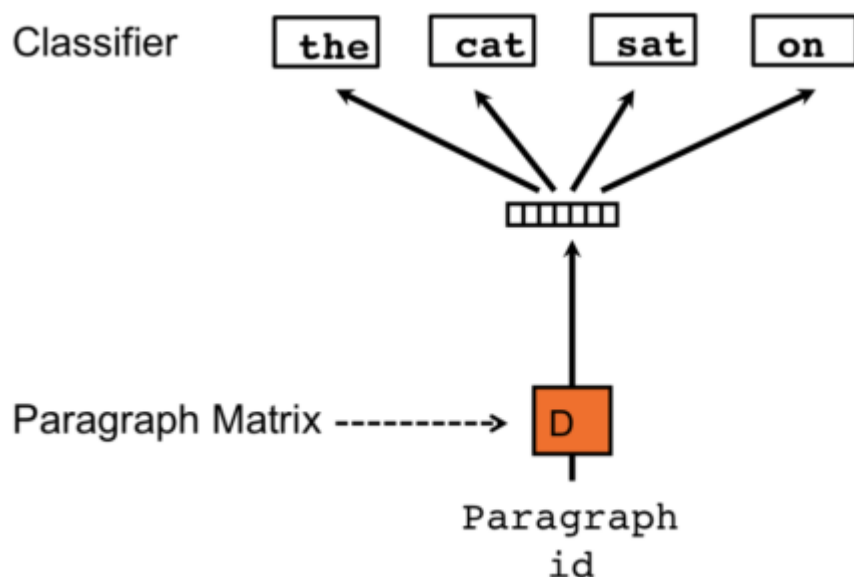 Classifier the cat sat on
Paragraph Matrix D
Paragraph
id